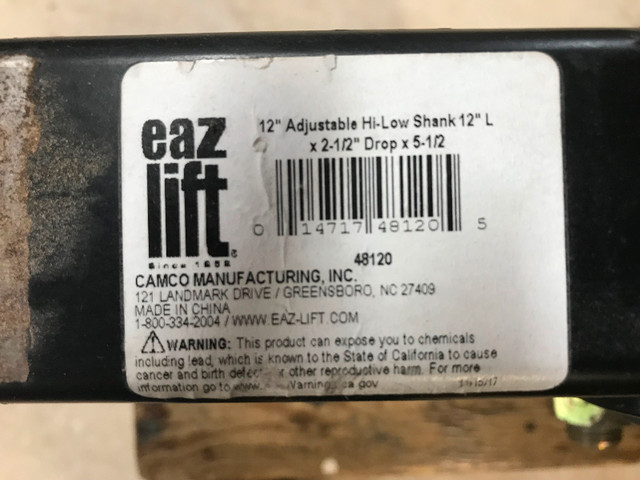 eaz
lift
12" Adjustable Hi-Low Shank 12" L
x 2-1/2" Drop x 5-1/2
0 14717 48120 5
Since 1938
48120
CAMCO MANUFACTURING, INC.
121 LANDMARK DRIVE / GREENSBORO, NC 27409
MADE IN CHINA
1-800-334-2004 / WWW.EAZ-LIFT.COM
WARNING: This product can expose you to chemicals
including lead, which is known to the State of California to cause
cancer and birth or other reproductive harm. For more
information go to